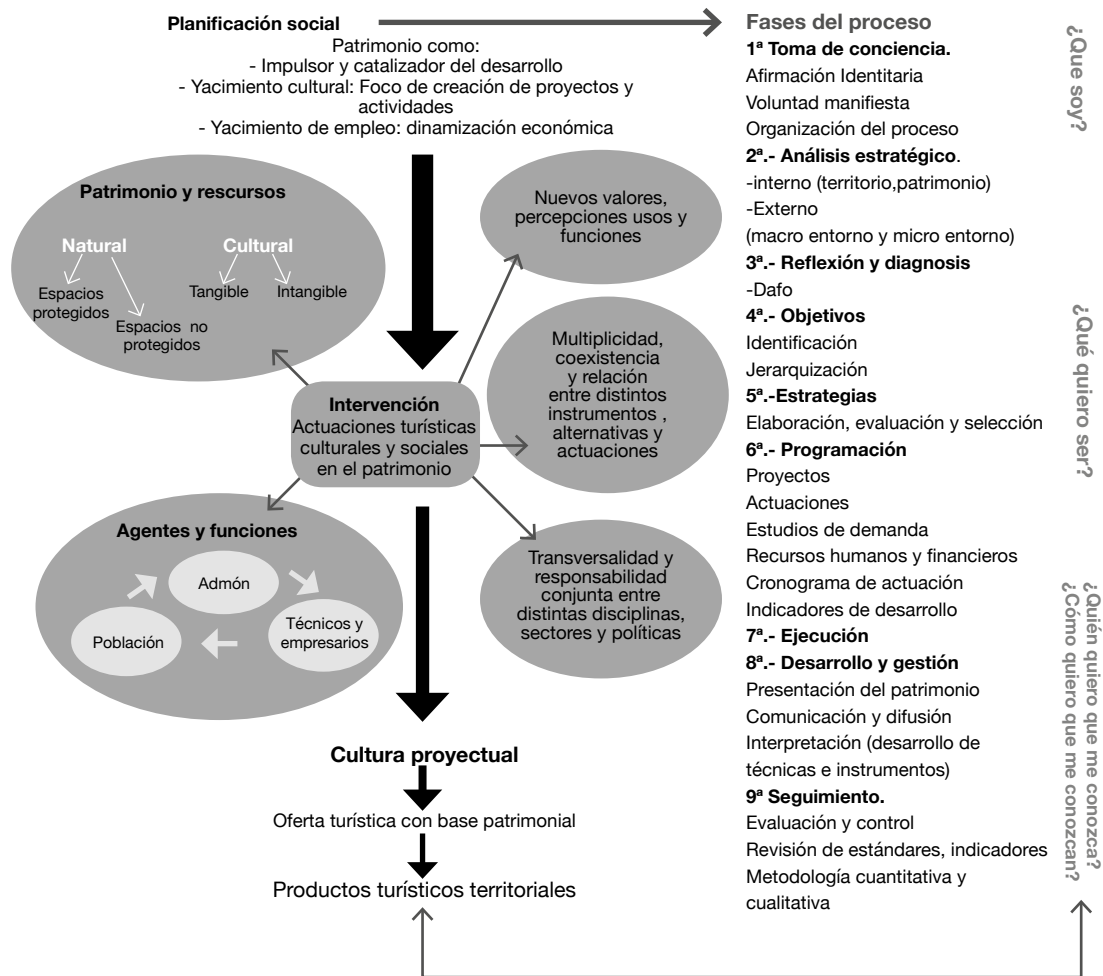 Planificación social
Patrimonio como:
- Impulsor y catalizador del desarrollo
- Yacimiento cultural: Foco de creación de proyectos y
actividades
- Yacimiento de empleo: dinamización económica
Patrimonio y rescursos
Natural
Cultural
Espacios
protegidos
Espacios no
protegidos
Tangible
Intangible
Nuevos valores,
percepciones usos y
funciones
Multiplicidad,
coexistencia
y relación
entre distintos
instrumentos ,
alternativas y
actuaciones
Intervención
Actuaciones turísticas
culturales y sociales
en el patrimonio
Agentes y funciones
Admón
Población
Técnicos y
empresarios
Transversalidad y
responsabilidad
conjunta entre
distintas disciplinas,
sectores y políticas
Cultura proyectual
Oferta turística con base patrimonial
Productos turísticos territoriales
Fases del proceso
1ª Toma de conciencia.
Afirmación Identitaria
Voluntad manifiesta
Organización del proceso
2ª.- Análisis estratégico.
-interno (territorio,patrimonio)
-Externo
(macro entorno y micro entorno)
3ª.- Reflexión y diagnosis
-Dafo
4ª.- Objetivos
Identificación
Jerarquización
5ª.-Estrategias
Elaboración, evaluación y selección
6ª.- Programación
Proyectos
Actuaciones
Estudios de demanda
Recursos humanos y financieros
Cronograma de actuación
Indicadores de desarrollo
7ª.- Ejecución
8ª.- Desarrollo y gestión
Presentación del patrimonio
Comunicación y difusión
Interpretación (desarrollo de
técnicas e instrumentos)
9ª Seguimiento.
Evaluación y control
Revisión de estándares, indicadores
Metodología cuantitativa y
cualitativa
¿Que soy?
¿Qué quiero ser?
¿Quién quiero que me conozca?
¿Cómo quiero que me conozcan?